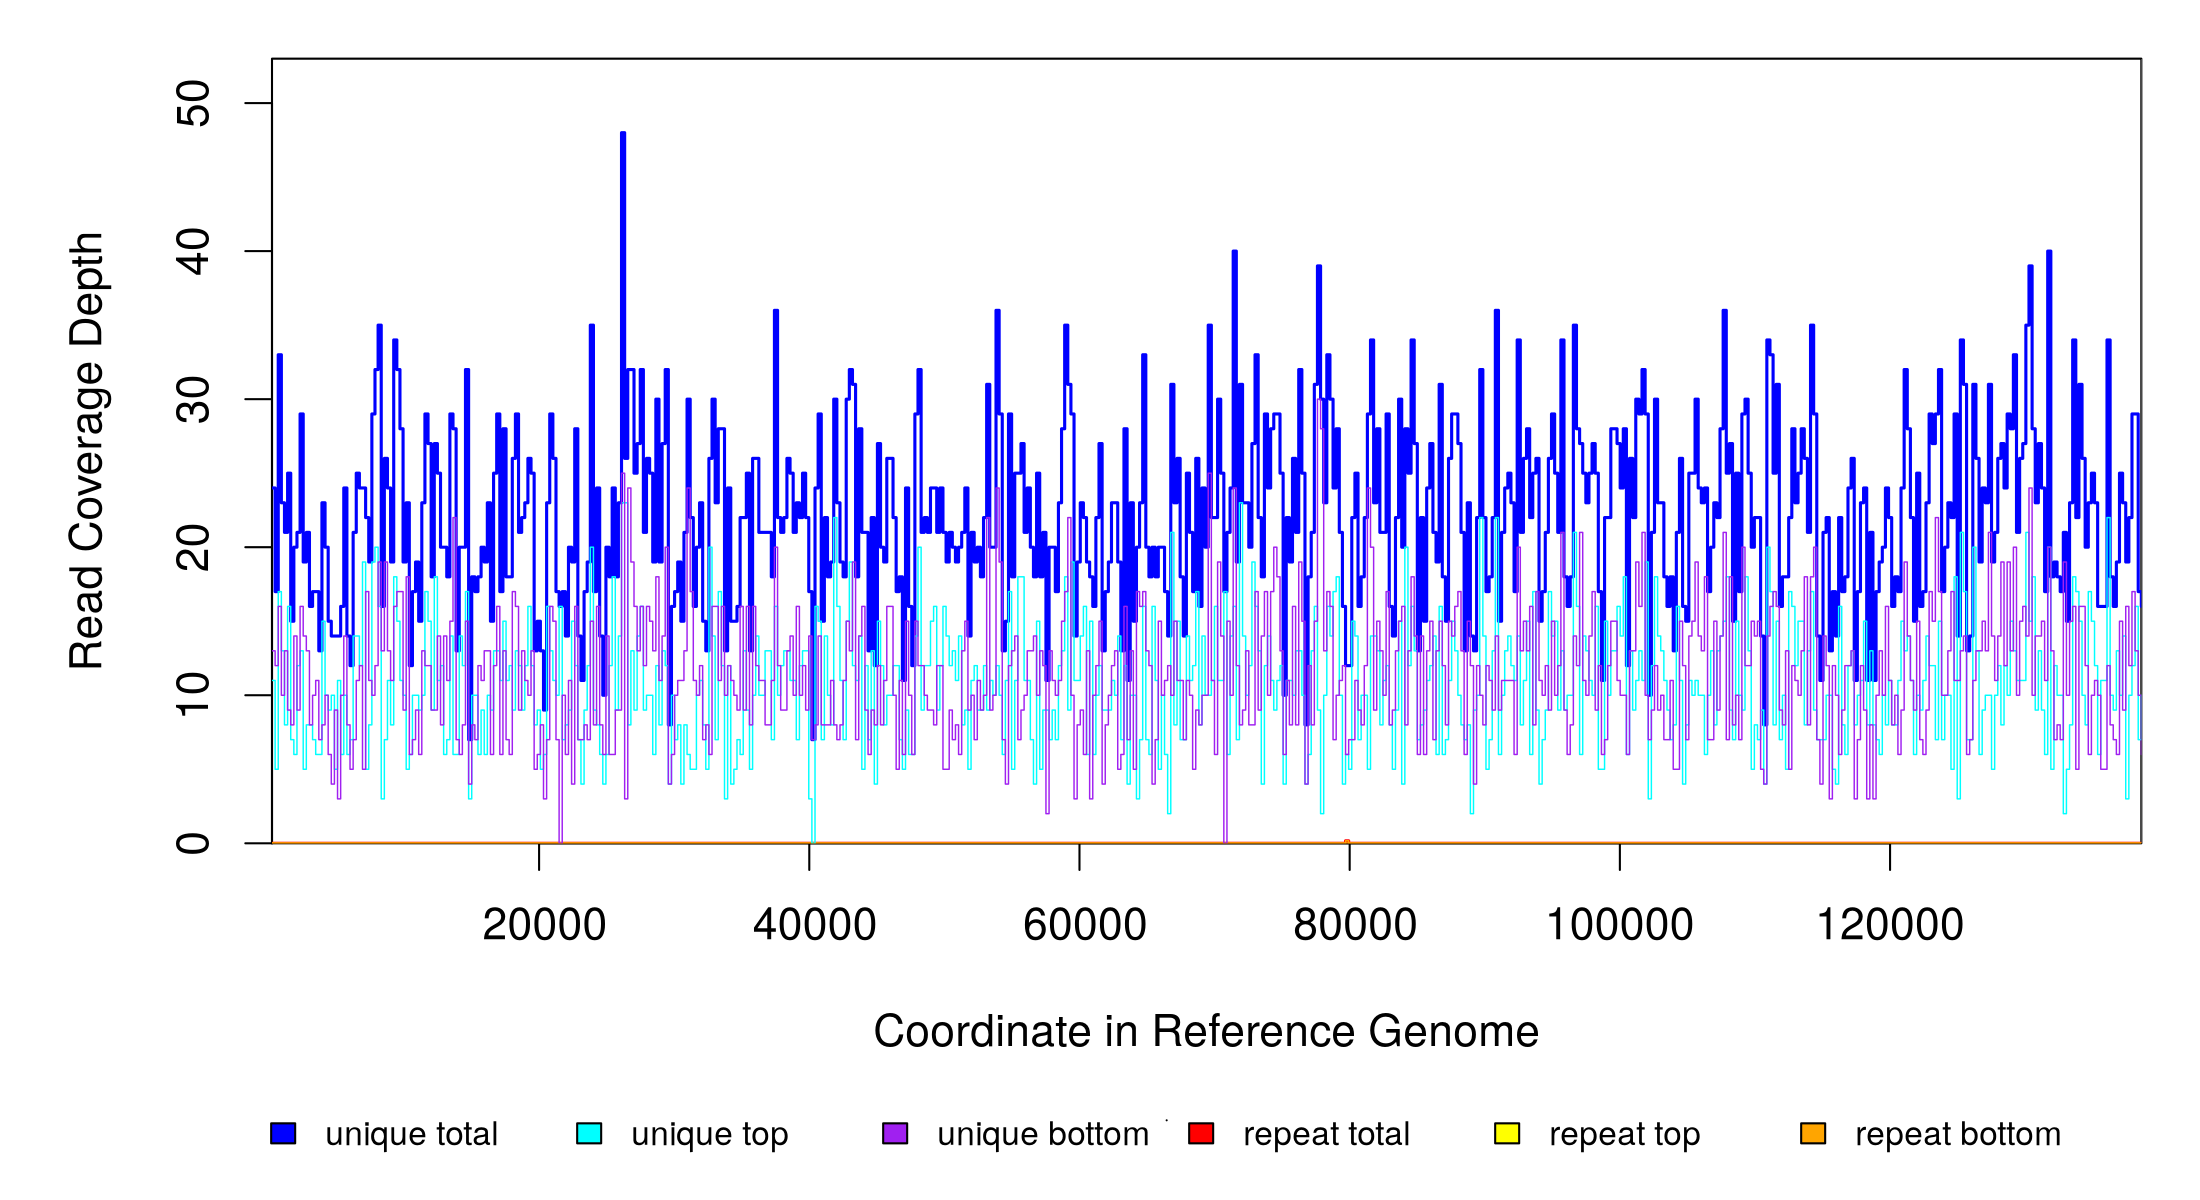 50
40
30
20
10
0
Read Coverage Depth
20000 40000 60000 80000 100000 120000
Coordinate in Reference Genome
unique total unique top unique bottom repeat total repeat top repeat bottom